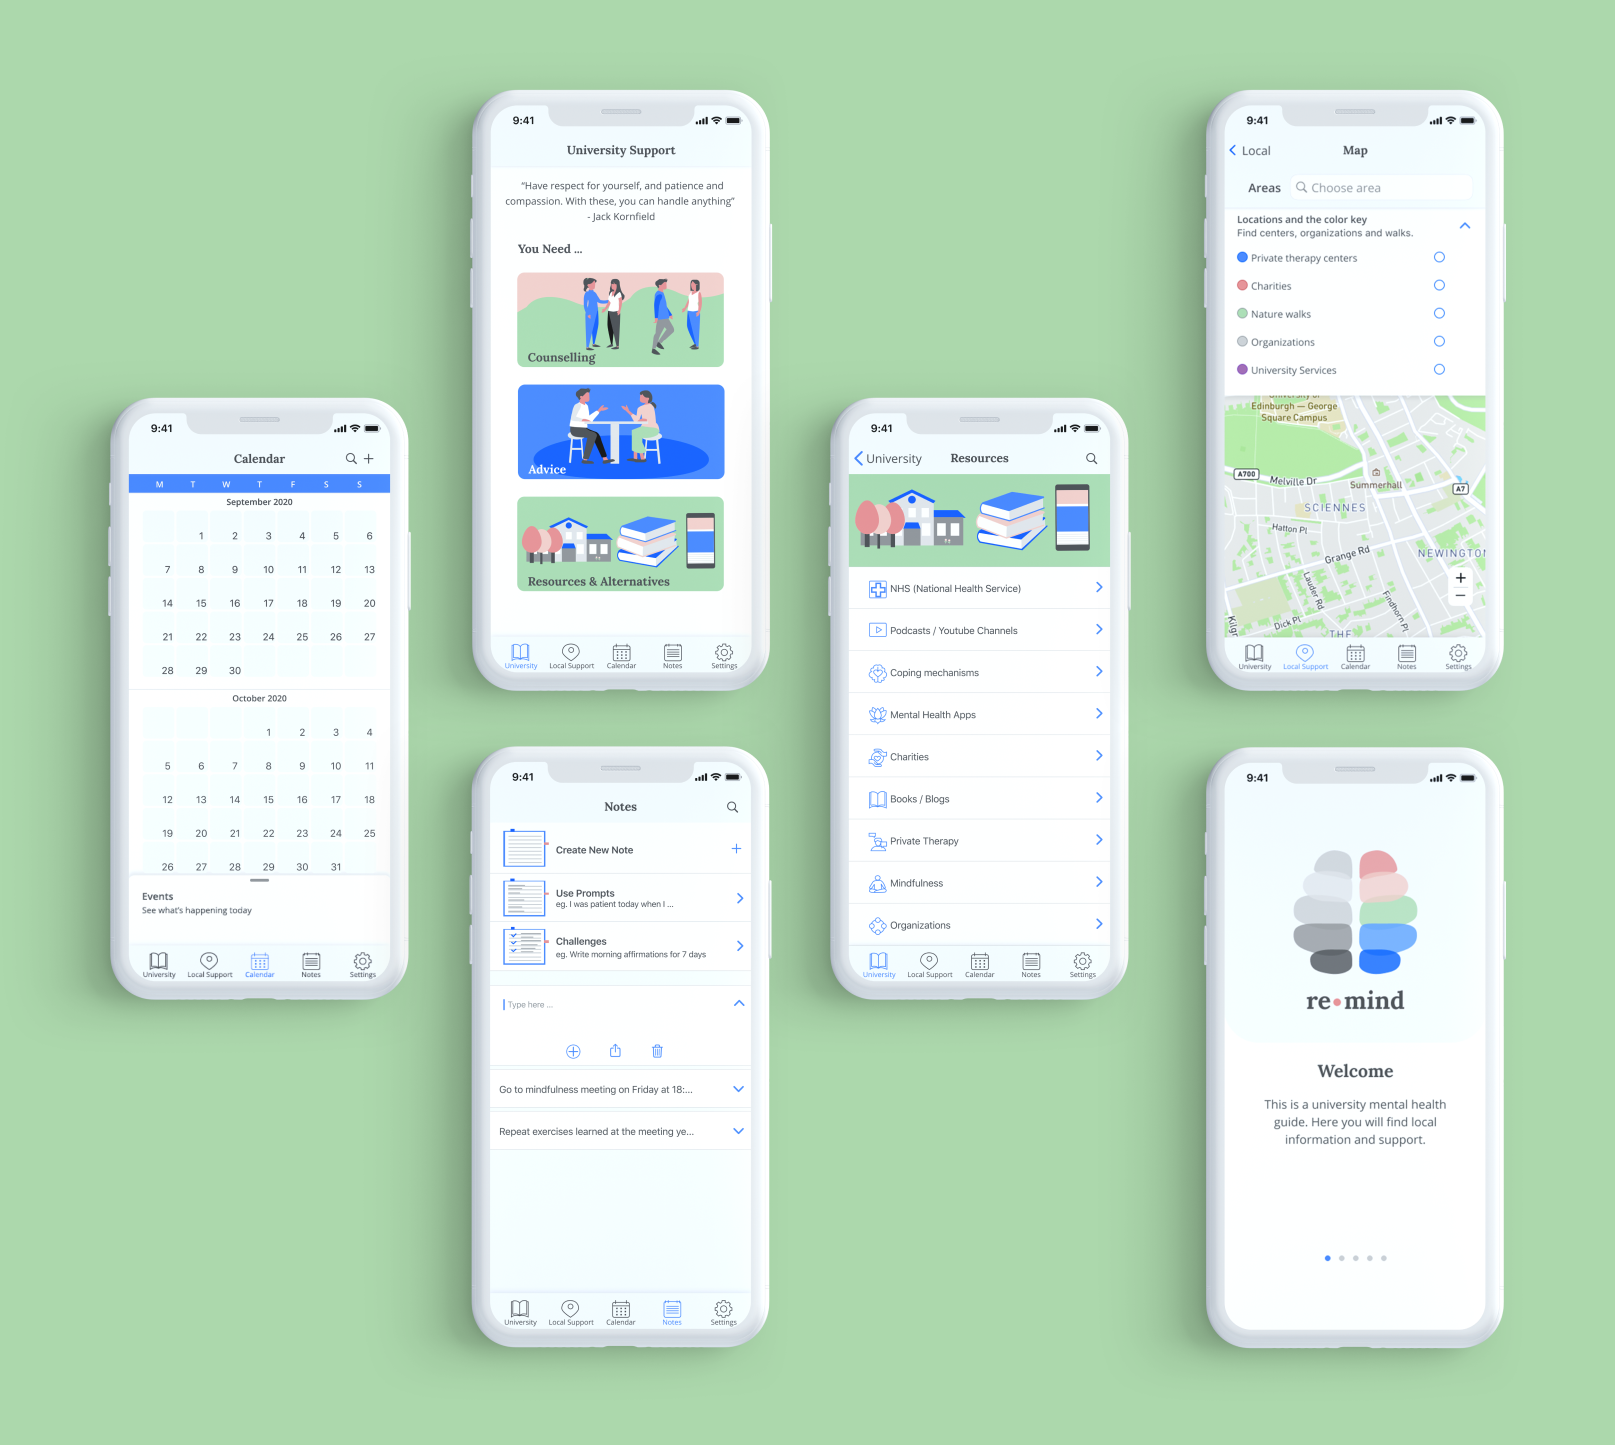 9:41
Calendar
M T W T F S S
September 2020
1 2 3 4 5 6
7 8 9 10 11 12 13
14 15 16 17 18 19 20
21 22 23 24 25 26 27
28 29 30
October 2020
1 2 3 4
5 6 7 8 9 10 11
12 13 14 15 16 17 18
19 20 21 22 23 24 25
26 27 28 29 30 31
Events
See what's happening today
University Local Support Calendar Notes Settings
9:41
University Support
“Have respect for yourself, and patience and
compassion. With these, you can handle anything”
- Jack Kornfield
You Need ...
Counselling
Advice
Resources & Alternatives
University Local Support Calendar Notes Settings
9:41
Notes
Create New Note
Use Prompts
eg. I was patient today when I ...
Challenges
eg. Write morning affirmations for 7 days
Type here ...
Go to mindfulness meeting on Friday at 18:...
Repeat exercises learned at the meeting ye...
University Local Support Calendar Notes Settings
9:41
University Resources
NHS (National Health Service)
Podcasts / Youtube Channels
Coping mechanisms
Mental Health Apps
Charities
Books / Blogs
Private Therapy
Mindfulness
Organizations
University Local Support Calendar Notes Settings
9:41
Local Map
Areas Choose area
Locations and the color key
Find centers, organizations and walks.
Private therapy centers
Charities
Nature walks
Organizations
University Services
University of
Edinburgh — George
Square Campus
A700
Melville Dr
Summerhall
A7
SCIENNES
Hatton Pl
Grange Rd
NEWINGTON
Lauder Rd
Findhorn Pl
Dick Pl
Kilgr
THE
+
−
University Local Support Calendar Notes Settings
9:41
re•mind
Welcome
This is a university mental health
guide. Here you will find local
information and support.